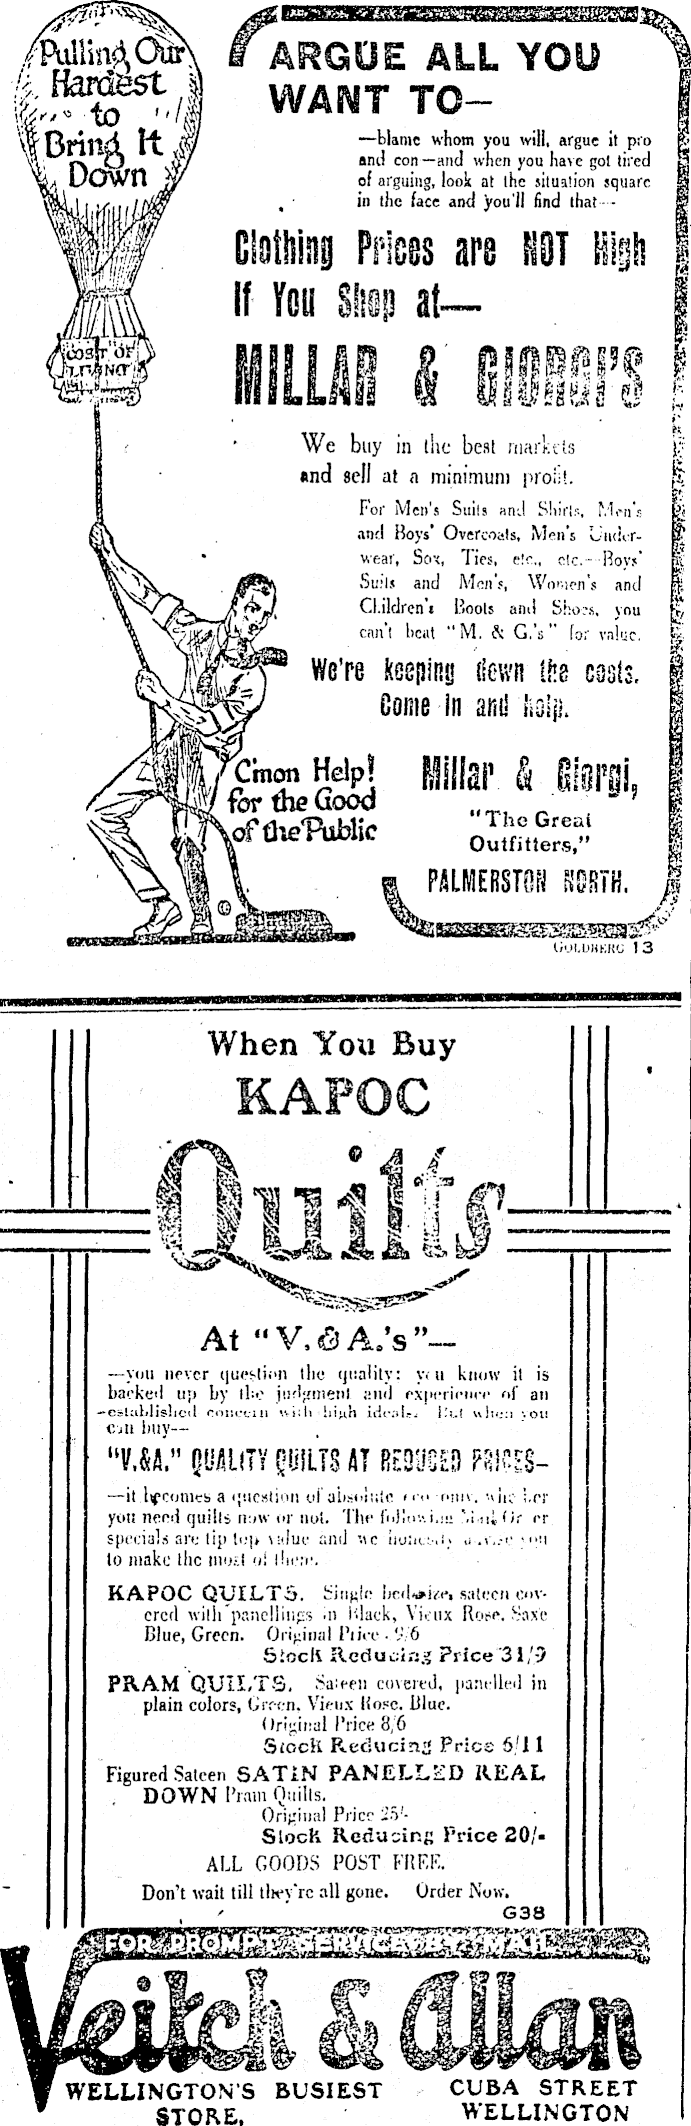 Pulling Our
Hardest
to
Bring It
Down
COST OF
LIVING
ARGUE ALL YOU
WANT TO—
—blame whom you will, argue it pro
and con—and when you have got tired
of arguing, look at the situation square
in the face and you'll find that—
Clothing Prices are NOT High
If You Shop at—
MILLAR & GIORGI'S
We buy in the best markets
and sell at a minimum profit.
For Men's Suits and Shirts, Men's
and Boys' Overcoats, Men's Under-
wear, Sox, Ties, etc., etc.—Boys'
Suits and Men's, Women's and
Children's Boots and Shoes, you
can't beat "M. & G.'s" for value.
We're keeping down the costs.
Come in and help.
C'mon Help!
for the Good
of the Public
Millar & Giorgi,
"The Great
Outfitters,"
PALMERSTON NORTH.
GOLDBERG 13
When You Buy
KAPOC
Quilts
At "V. & A.'s"—
—you never question the quality: you know it is
backed up by the judgment and experience of an
established concern with high ideals. But when you
can buy—
"V.&A." QUALITY QUILTS AT REDUCED PRICES—
—it becomes a question of absolute economy, whether
you need quilts now or not. The following Mail Order
specials are tip top value and we honestly advise you
to make the most of them.
KAPOC QUILTS. Single bed size, sateen cov-
ered with panellings in Black, Vieux Rose, Saxe
Blue, Green. Original Price
Stock Reducing Price 31/9
PRAM QUILTS. Sateen covered, panelled in
plain colors, Green, Vieux Rose, Blue.
Original Price 8/6
Stock Reducing Price 6/11
Figured Sateen SATIN PANELLED REAL
DOWN Pram Quilts.
Original Price 25/-
Stock Reducing Price 20/-
ALL GOODS POST FREE.
Don't wait till they're all gone. Order Now.
G38
FOR PROMPT SERVICE BY MAIL
Veitch & Allan
WELLINGTON'S BUSIEST
STORE,
CUBA STREET
WELLINGTON